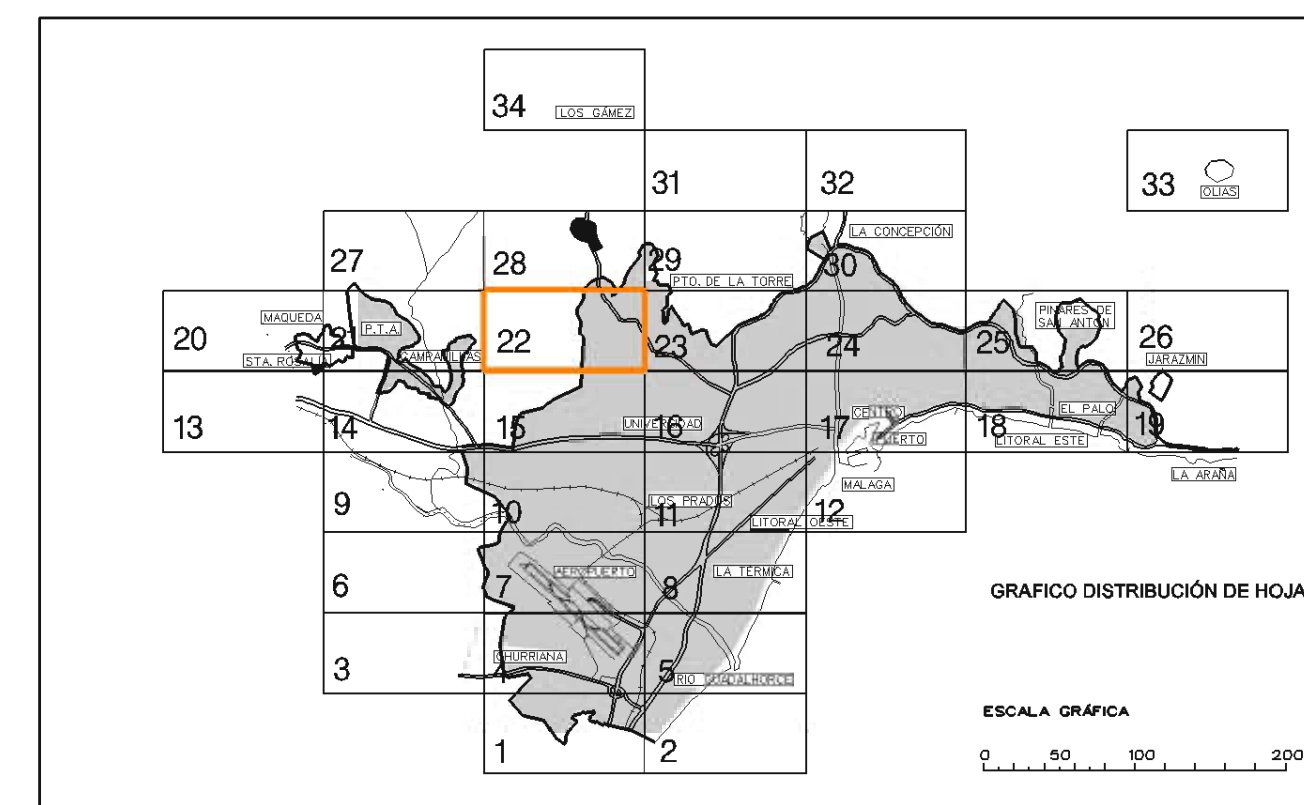 34 LOS GÁMEZ
31 32 33 OLIAS
LA CONCEPCIÓN
27 28 29 30
PTO. DE LA TORRE
MAQUEDA P.T.A. PINARES DE
SAN ANTON
20 21 22 23 24 25 26
STA. ROSALIA CAMPANILLAS JARAZMIN
CENTRO EL PALO
13 14 15 UNIVERSIDAD 16 17 PUERTO 18 LITORAL ESTE 19
LA ARAÑA
MALAGA
9 10 LOS PRADOS 11 LITORAL OESTE 12
AEROPUERTO LA TÉRMICA
6 7 8
GRAFICO DISTRIBUCIÓN DE HOJA
CHURRIANA
3 4 5 RIO GUADALHORCE
ESCALA GRÁFICA
1 2
0 50 100 200